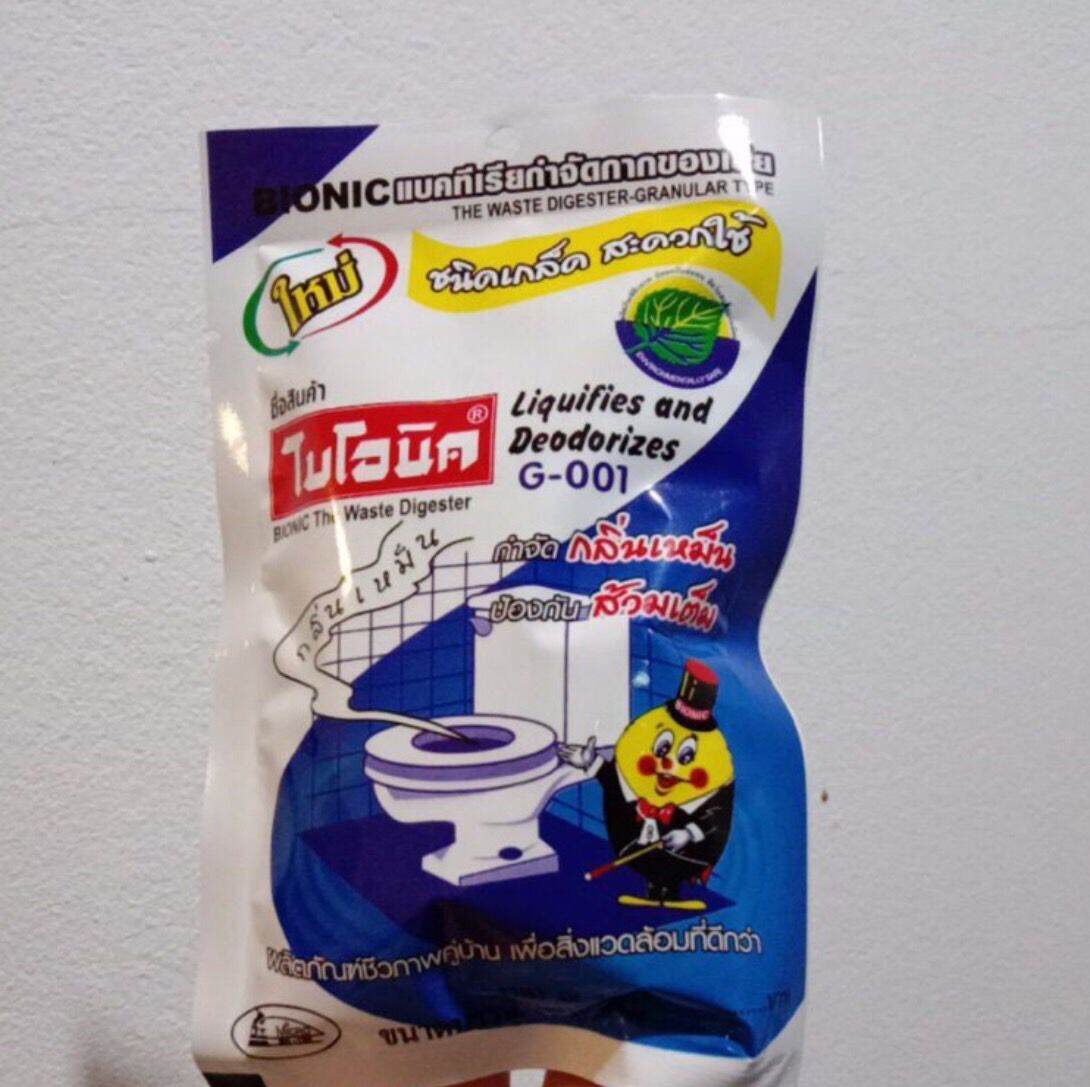 BIONIC แบคทีเรียกำจัดกากของเสีย
THE WASTE DIGESTER-GRANULAR TYPE
ใหม่
ชนิดเกล็ด สะดวกใช้
ENVIRONMENTALLY SAFE
ชื่อสินค้า
ไบโอนิค ®
BIONIC The Waste Digester
Liquifies and
Deodorizes
G-001
กำจัด กลิ่นเหม็น
ป้องกัน ส้วมเต็ม
กลิ่นเหม็น
BIONIC
ผลิตภัณฑ์ชีวภาพคู่บ้าน เพื่อสิ่งแวดล้อมที่ดีกว่า